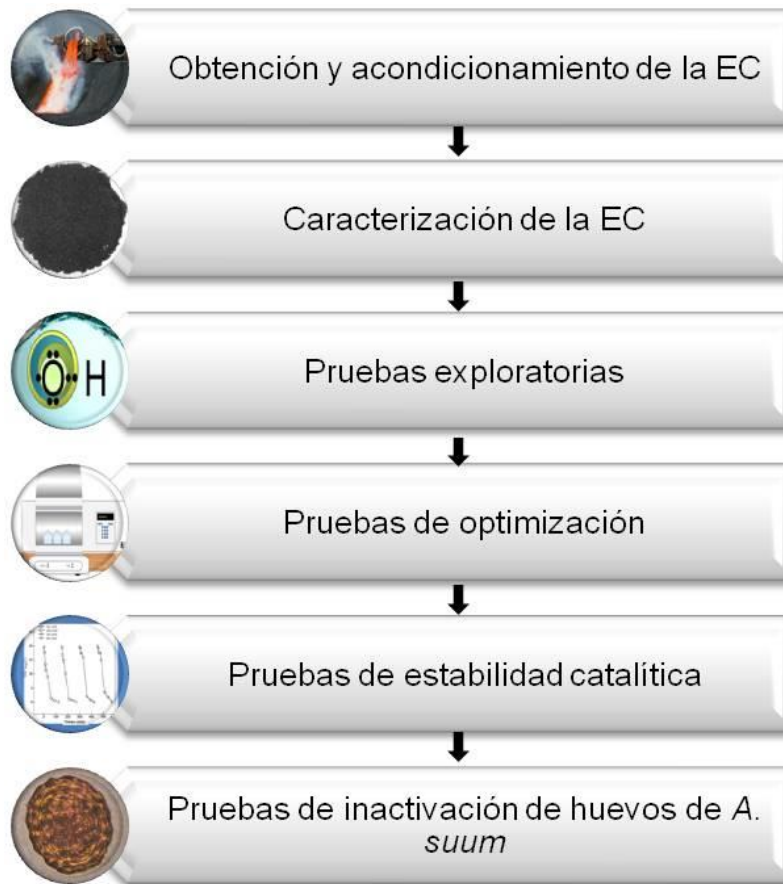 Obtención y acondicionamiento de la EC
Caracterización de la EC
O H
Pruebas exploratorias
Pruebas de optimización
Pruebas de estabilidad catalítica
Pruebas de inactivación de huevos de A.
suum